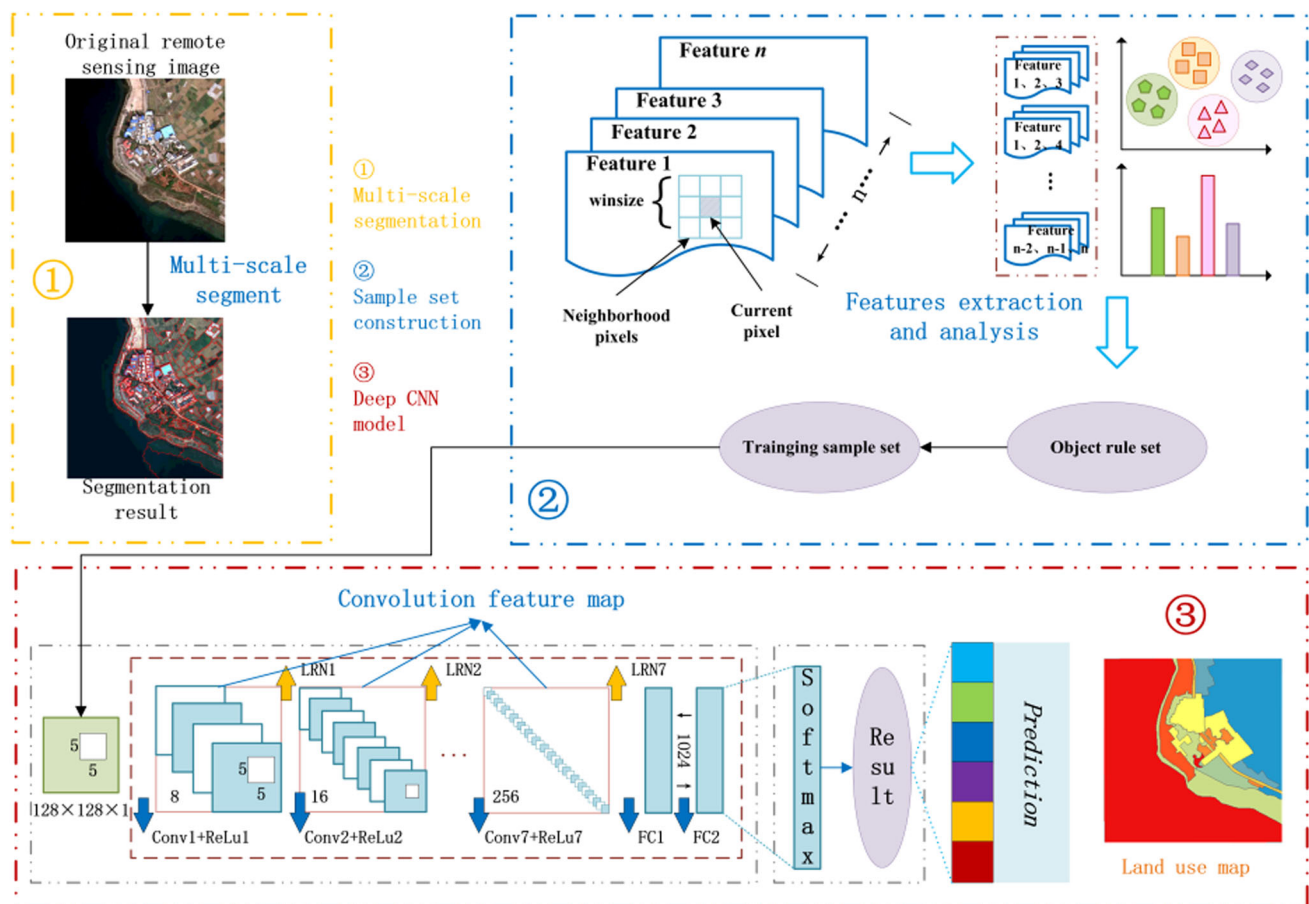 Original remote
sensing image
①
Multi-scale
segment
Segmentation
result
①
Multi-scale
segmentation
②
Sample set
construction
③
Deep CNN
model
Feature n
Feature 3
Feature 2
Feature 1
winsize
Neighborhood
pixels
Current
pixel
··· n···
Feature
1、2、3
Feature
1、2、4
⋮
Feature
n-2、n-1、n
Features extraction
and analysis
Trainging sample set
Object rule set
②
③
Convolution feature map
LRN1
LRN2
LRN7
5
5
128×128×1
5
5
8
Conv1+ReLu1
16
Conv2+ReLu2
···
256
Conv7+ReLu7
1024
FC1
FC2
Softmax
Re
su
lt
Prediction
Land use map